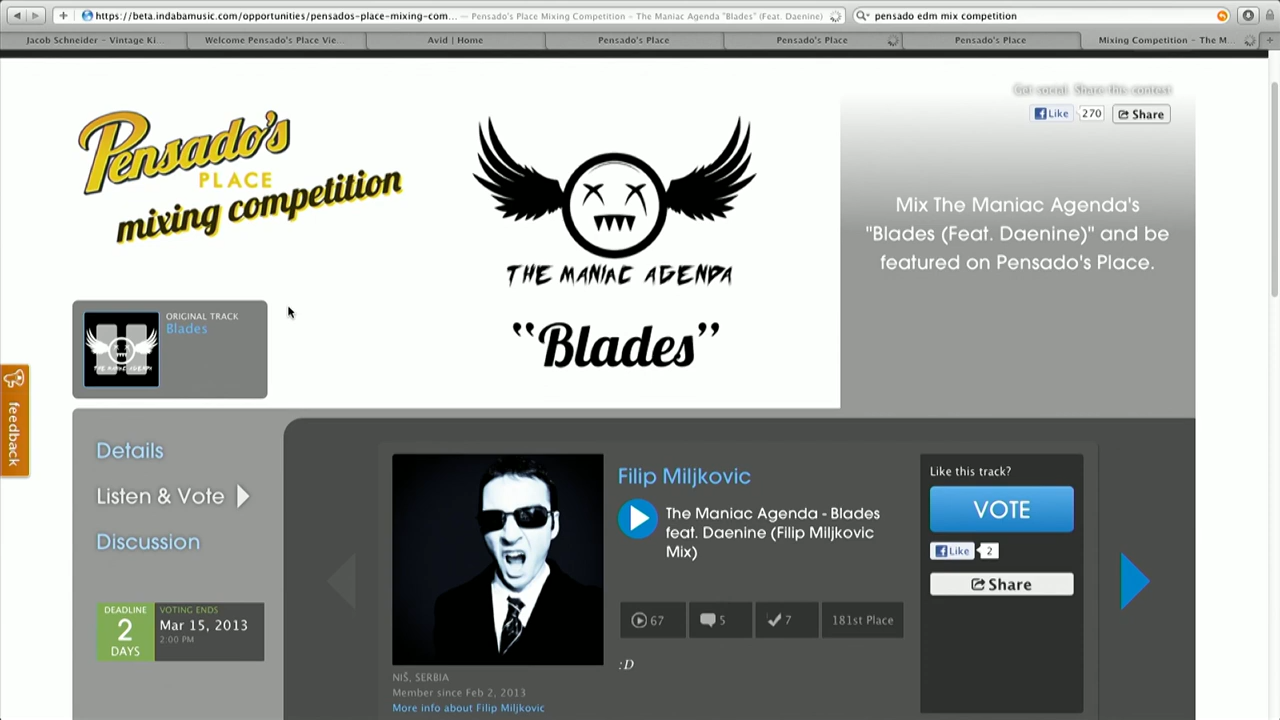 https://beta.indabamusic.com/opportunities/pensados-place-mixing-com... — Pensado's Place Mixing Competition – The Maniac Agenda "Blades" (Feat. Daenine)
pensado edm mix competition
Jacob Schneider – Vintage Ki...
Welcome Pensado's Place Vie...
Avid | Home
Pensado's Place
Pensado's Place
Pensado's Place
Mixing Competition – The M...
Get social. Share this contest
Like 270 Share
Pensado's
PLACE
mixing competition
THE MANIAC AGENDA
"Blades"
Mix The Maniac Agenda's
"Blades (Feat. Daenine)" and be
featured on Pensado's Place.
ORIGINAL TRACK
Blades
feedback
Details
Listen & Vote
Discussion
DEADLINE
2
DAYS
VOTING ENDS
Mar 15, 2013
2:00 PM
Filip Miljkovic
The Maniac Agenda - Blades
feat. Daenine (Filip Miljkovic
Mix)
67
5
7
181st Place
:D
NIŠ, SERBIA
Member since Feb 2, 2013
More info about Filip Miljkovic
Like this track?
VOTE
Like 2
Share